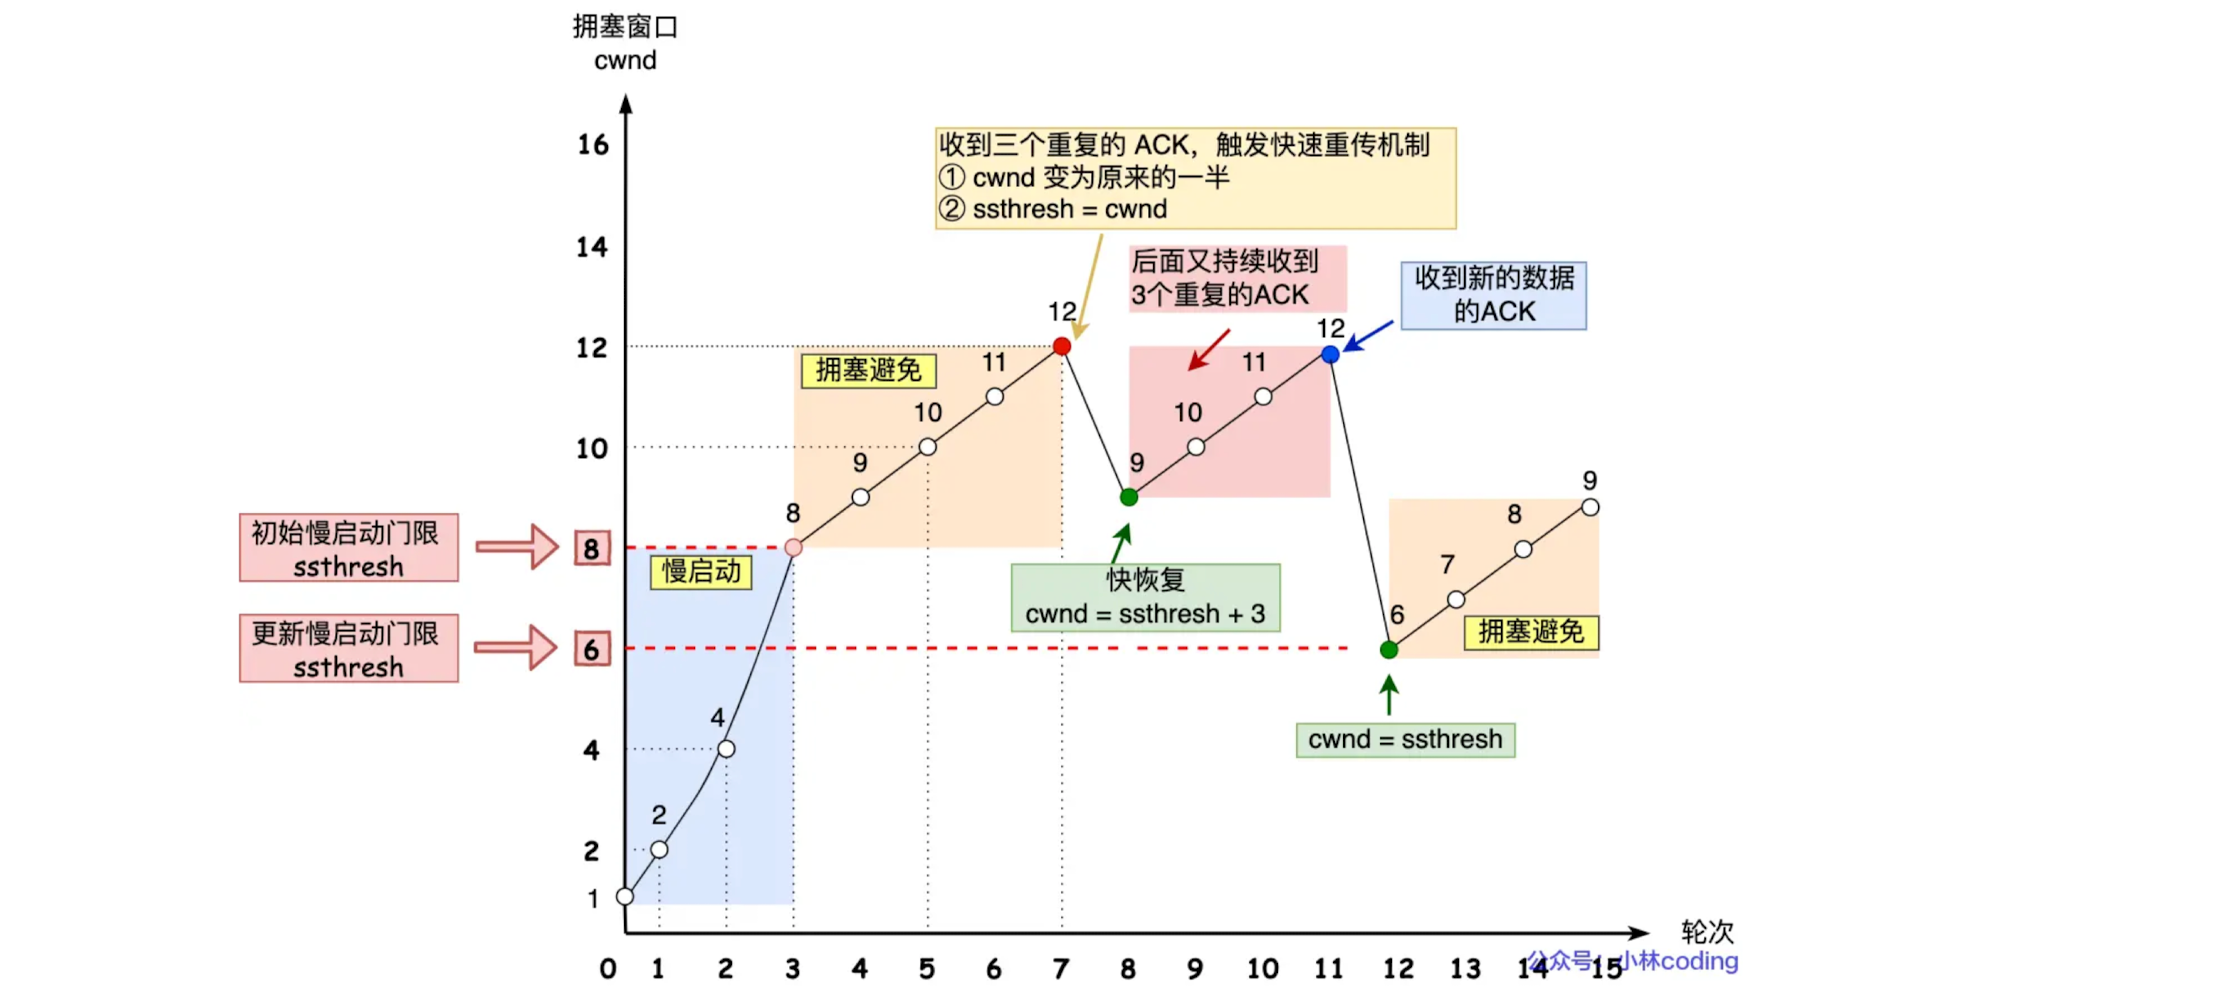 拥塞窗口
cwnd
16
收到三个重复的 ACK，触发快速重传机制
① cwnd 变为原来的一半
② ssthresh = cwnd
14
后面又持续收到
3个重复的ACK
收到新的数据
的ACK
12
12
12
拥塞避免
11
11
10
10
10
9
9
9
8
8
初始慢启动门限
ssthresh
8
慢启动
快恢复
cwnd = ssthresh + 3
7
6
拥塞避免
更新慢启动门限
ssthresh
6
4
4
cwnd = ssthresh
2
2
1
轮次
公众号：小林coding
0 1 2 3 4 5 6 7 8 9 10 11 12 13 14 15